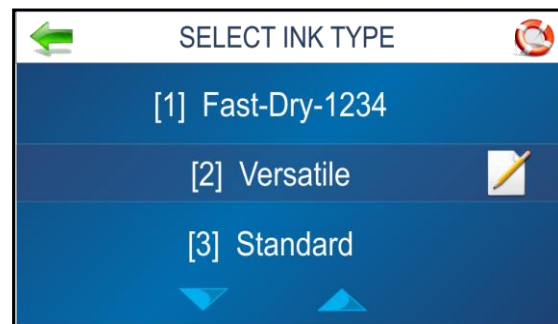 SELECT INK TYPE
[1] Fast-Dry-1234
[2] Versatile
[3] Standard